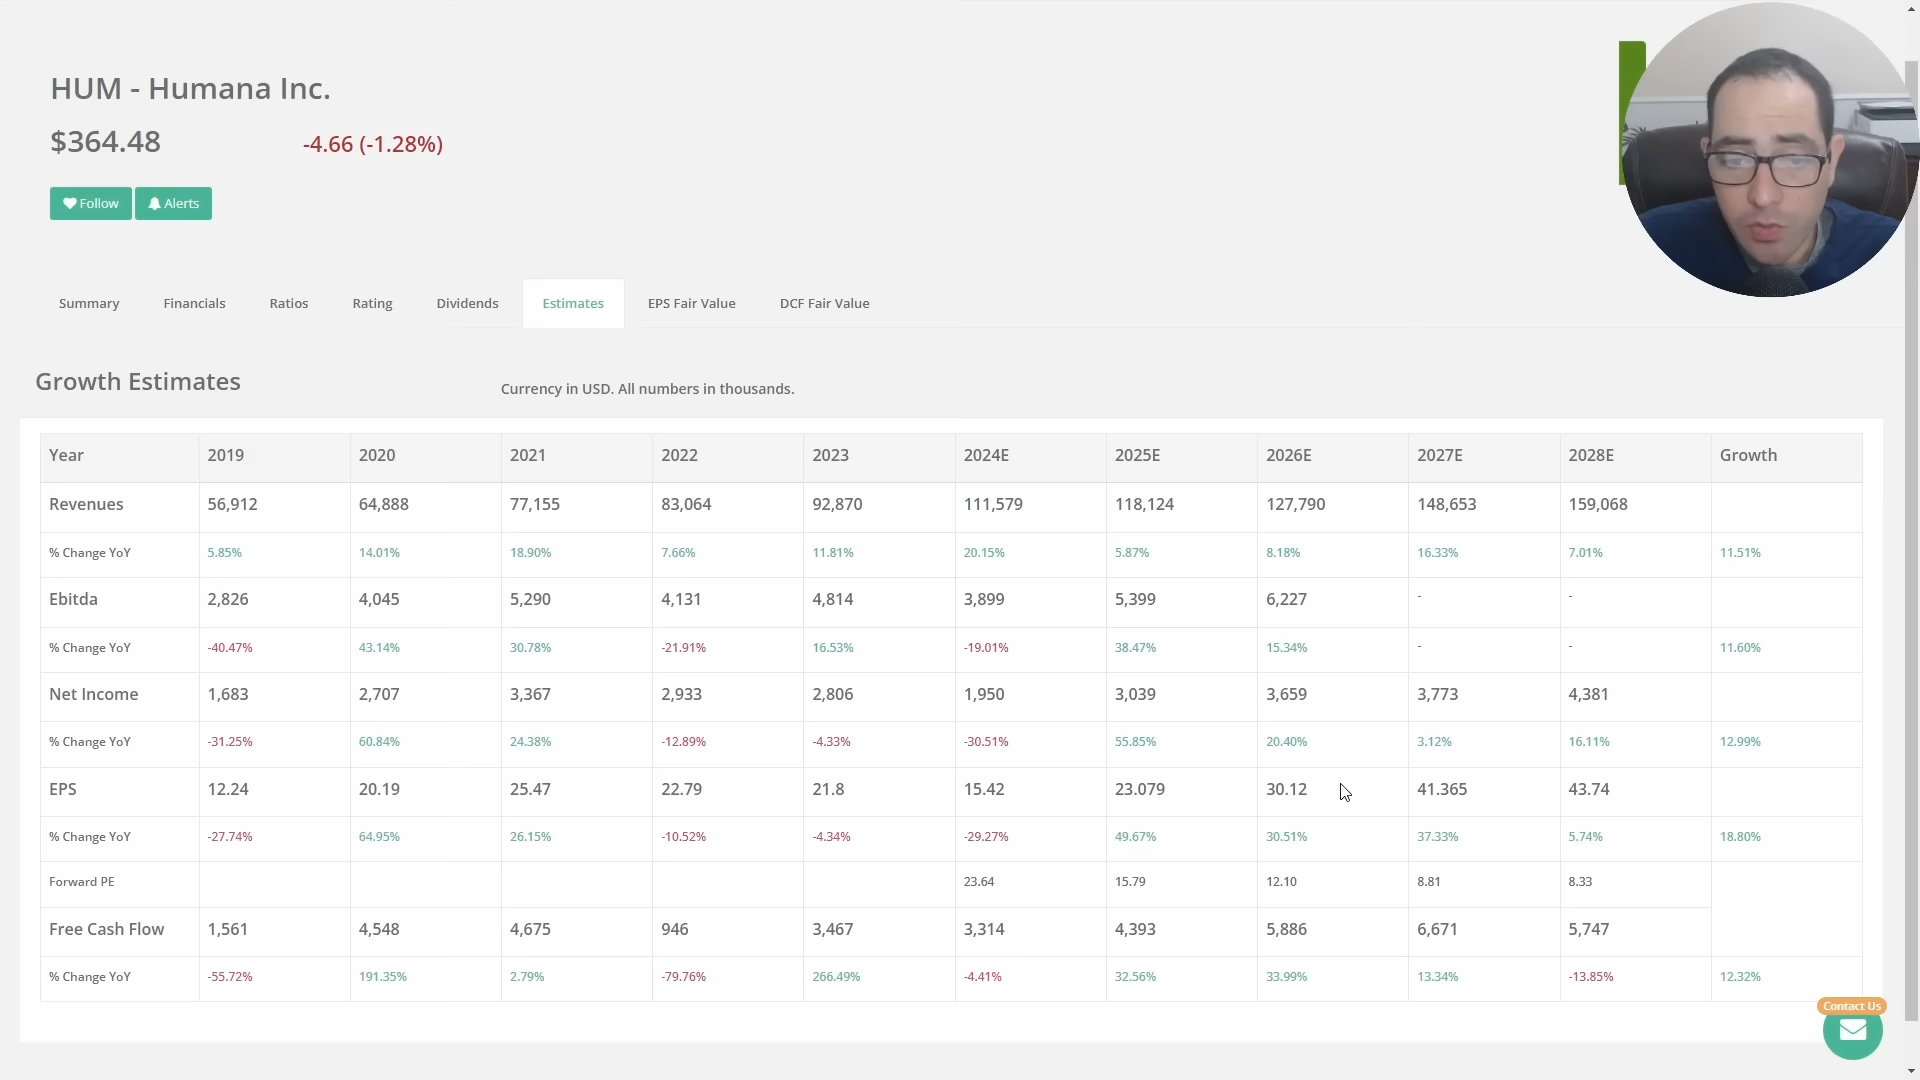 HUM - Humana Inc.
$364.48 -4.66 (-1.28%)
Follow Alerts
Summary Financials Ratios Rating Dividends Estimates EPS Fair Value DCF Fair Value
Growth Estimates Currency in USD. All numbers in thousands.
Year 2019 2020 2021 2022 2023 2024E 2025E 2026E 2027E 2028E Growth
Revenues 56,912 64,888 77,155 83,064 92,870 111,579 118,124 127,790 148,653 159,068
% Change YoY 5.85% 14.01% 18.90% 7.66% 11.81% 20.15% 5.87% 8.18% 16.33% 7.01% 11.51%
Ebitda 2,826 4,045 5,290 4,131 4,814 3,899 5,399 6,227 - -
% Change YoY -40.47% 43.14% 30.78% -21.91% 16.53% -19.01% 38.47% 15.34% - - 11.60%
Net Income 1,683 2,707 3,367 2,933 2,806 1,950 3,039 3,659 3,773 4,381
% Change YoY -31.25% 60.84% 24.38% -12.89% -4.33% -30.51% 55.85% 20.40% 3.12% 16.11% 12.99%
EPS 12.24 20.19 25.47 22.79 21.8 15.42 23.079 30.12 41.365 43.74
% Change YoY -27.74% 64.95% 26.15% -10.52% -4.34% -29.27% 49.67% 30.51% 37.33% 5.74% 18.80%
Forward PE 23.64 15.79 12.10 8.81 8.33
Free Cash Flow 1,561 4,548 4,675 946 3,467 3,314 4,393 5,886 6,671 5,747
% Change YoY -55.72% 191.35% 2.79% -79.76% 266.49% -4.41% 32.56% 33.99% 13.34% -13.85% 12.32%
Contact Us